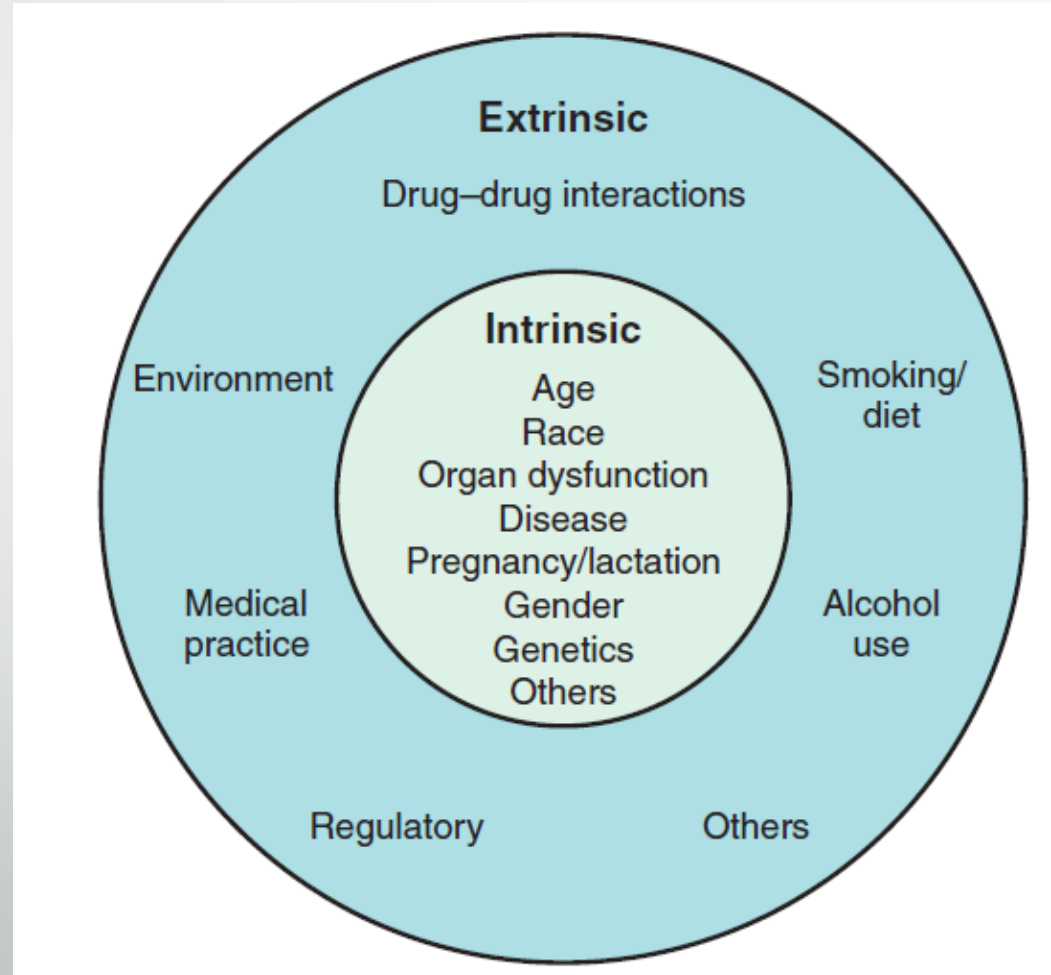 Extrinsic
Drug–drug interactions
Environment
Smoking/
diet
Medical
practice
Alcohol
use
Regulatory
Others
Intrinsic
Age
Race
Organ dysfunction
Disease
Pregnancy/lactation
Gender
Genetics
Others